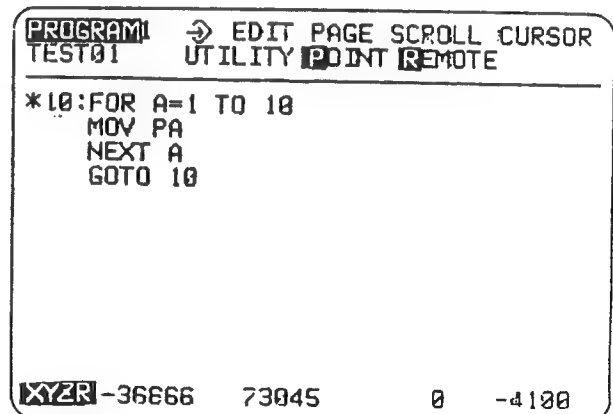 PROGRAM1 EDIT PAGE SCROLL CURSOR
TEST01 UTILITY POINT REMOTE
*10:FOR A=1 TO 10
MOV PA
NEXT A
GOTO 10
XYZR -36666 73045 0 -4100